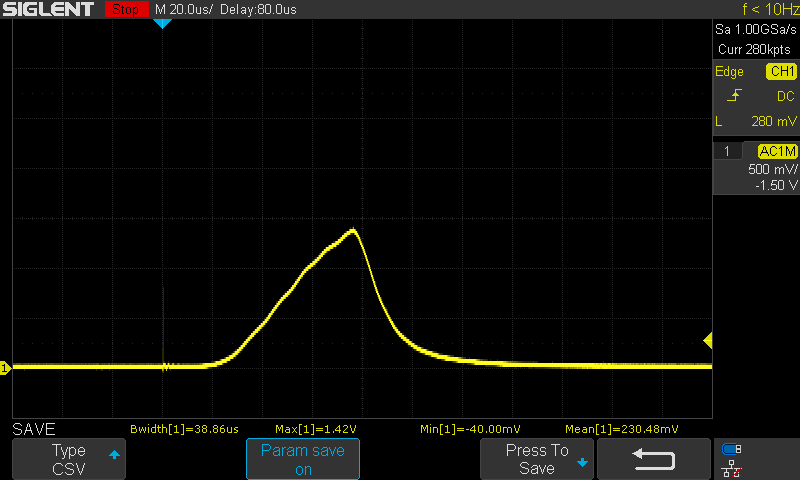 SIGLENT Stop M 20.0us/ Delay:80.0us f < 10Hz
Sa 1.00GSa/s
Curr 280kpts
Edge CH1
DC
L 280 mV
1 AC1M
500 mV/
-1.50 V
1
SAVE Bwidth[1]=38.86us Max[1]=1.42V Min[1]=-40.00mV Mean[1]=230.48mV
Type
CSV
Param save
on
Press To
Save